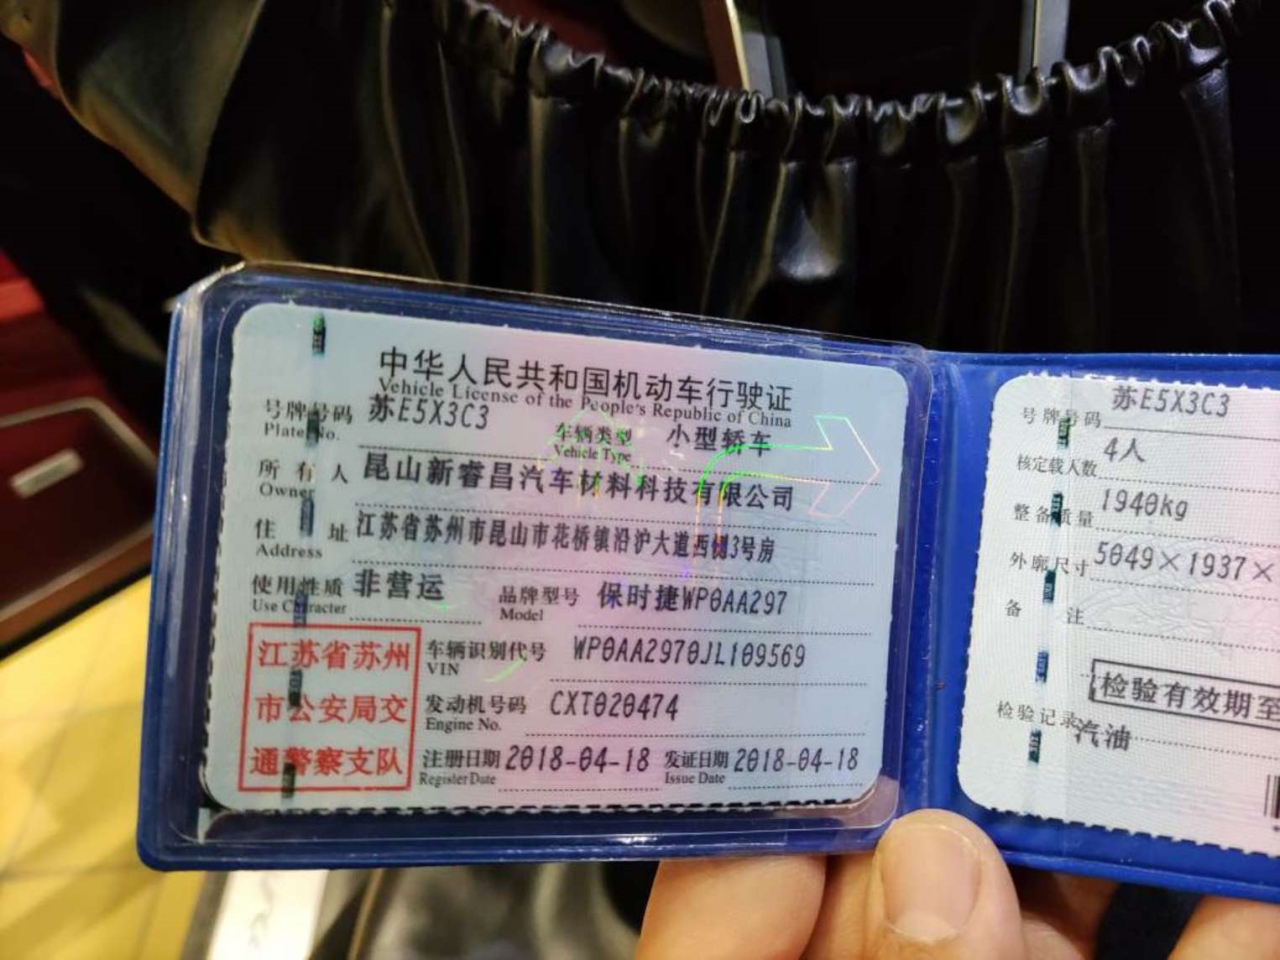 中华人民共和国机动车行驶证
Vehicle License of the People's Republic of China
号牌号码 苏E5X3C3 车辆类型 小型轿车
Plate No. Vehicle Type
所有人 昆山新睿昌汽车材料科技有限公司
Owner
住址 江苏省苏州市昆山市花桥镇沿沪大道西侧3号房
Address
使用性质 非营运 品牌型号 保时捷WP0AA297
Use Character Model
江苏省苏州
市公安局交
通警察支队
车辆识别代号 WP0AA2970JL109569
VIN
发动机号码 CXT020474
Engine No.
注册日期 2018-04-18 发证日期 2018-04-18
Register Date Issue Date
号牌号码 苏E5X3C3
核定载人数 4人
整备质量 1940kg
外廓尺寸 5049×1937×
备注
检验有效期至
检验记录
汽油